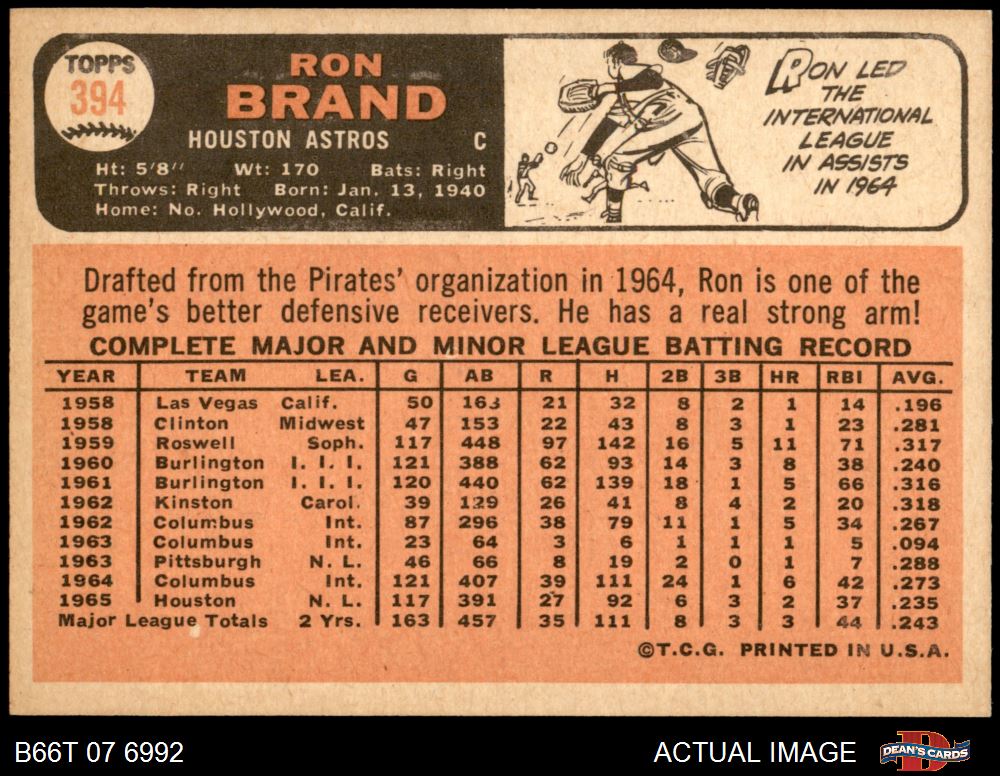 TOPPS
394
RON
BRAND
HOUSTON ASTROS C
Ht: 5'8" Wt: 170 Bats: Right
Throws: Right Born: Jan. 13, 1940
Home: No. Hollywood, Calif.
RON LED
THE
INTERNATIONAL
LEAGUE
IN ASSISTS
IN 1964
Drafted from the Pirates' organization in 1964, Ron is one of the
game's better defensive receivers. He has a real strong arm!
COMPLETE MAJOR AND MINOR LEAGUE BATTING RECORD
YEAR TEAM LEA. G AB R H 2B 3B HR RBI AVG.
1958 Las Vegas Calif. 50 163 21 32 8 2 1 14 .196
1958 Clinton Midwest 47 153 22 43 8 3 1 23 .281
1959 Roswell Soph. 117 448 97 142 16 5 11 71 .317
1960 Burlington I. I. I. 121 388 62 93 14 3 8 38 .240
1961 Burlington I. I. I. 120 440 62 139 18 1 5 66 .316
1962 Kinston Carol. 39 129 26 41 8 4 2 20 .318
1962 Columbus Int. 87 296 38 79 11 1 5 34 .267
1963 Columbus Int. 23 64 3 6 1 1 1 5 .094
1963 Pittsburgh N. L. 46 66 8 19 2 0 1 7 .288
1964 Columbus Int. 121 407 39 111 24 1 6 42 .273
1965 Houston N. L. 117 391 27 92 6 3 2 37 .235
Major League Totals 2 Yrs. 163 457 35 111 8 3 3 44 .243
©T.C.G. PRINTED IN U.S.A.
B66T 07 6992 ACTUAL IMAGE DEAN'S CARDS